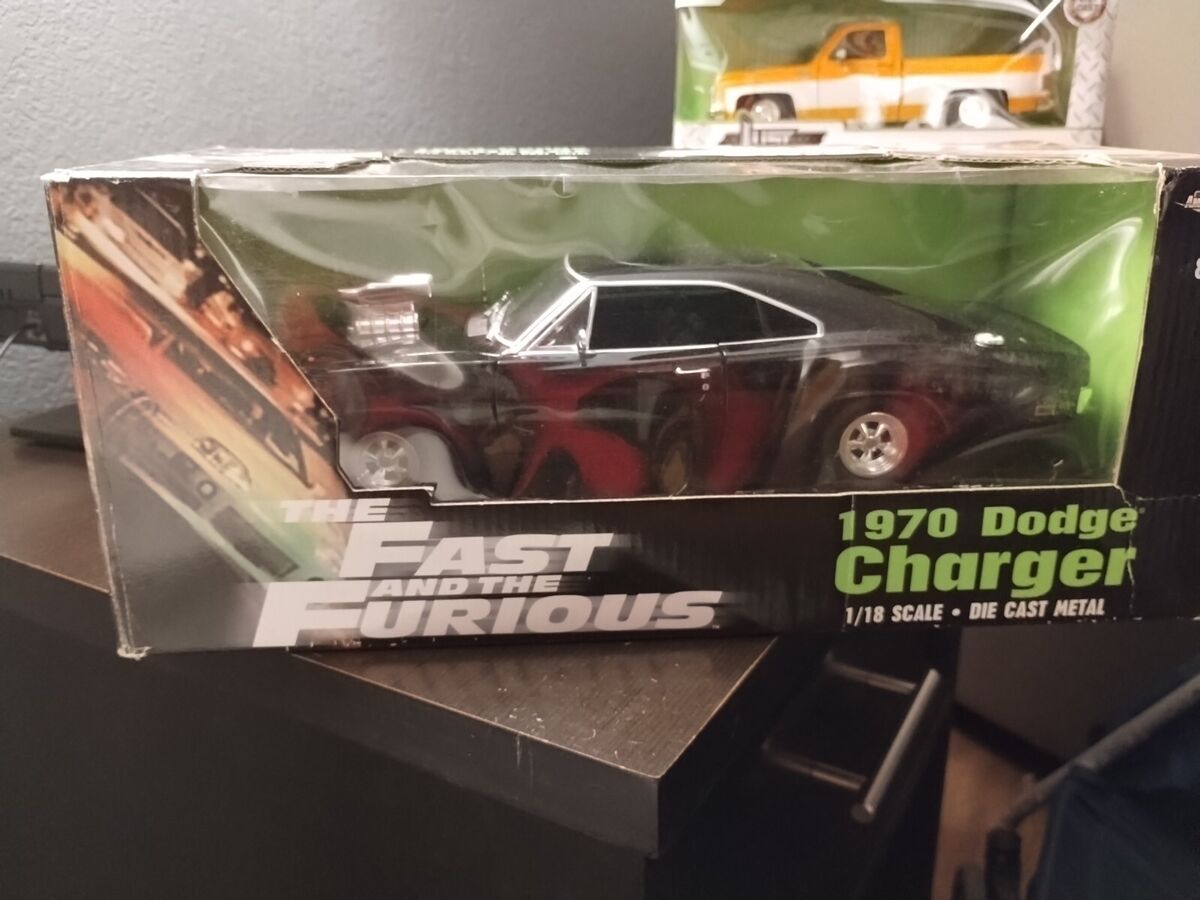 THE
FAST
AND THE
FURIOUS
1970 Dodge
Charger
1/18 SCALE • DIE CAST METAL